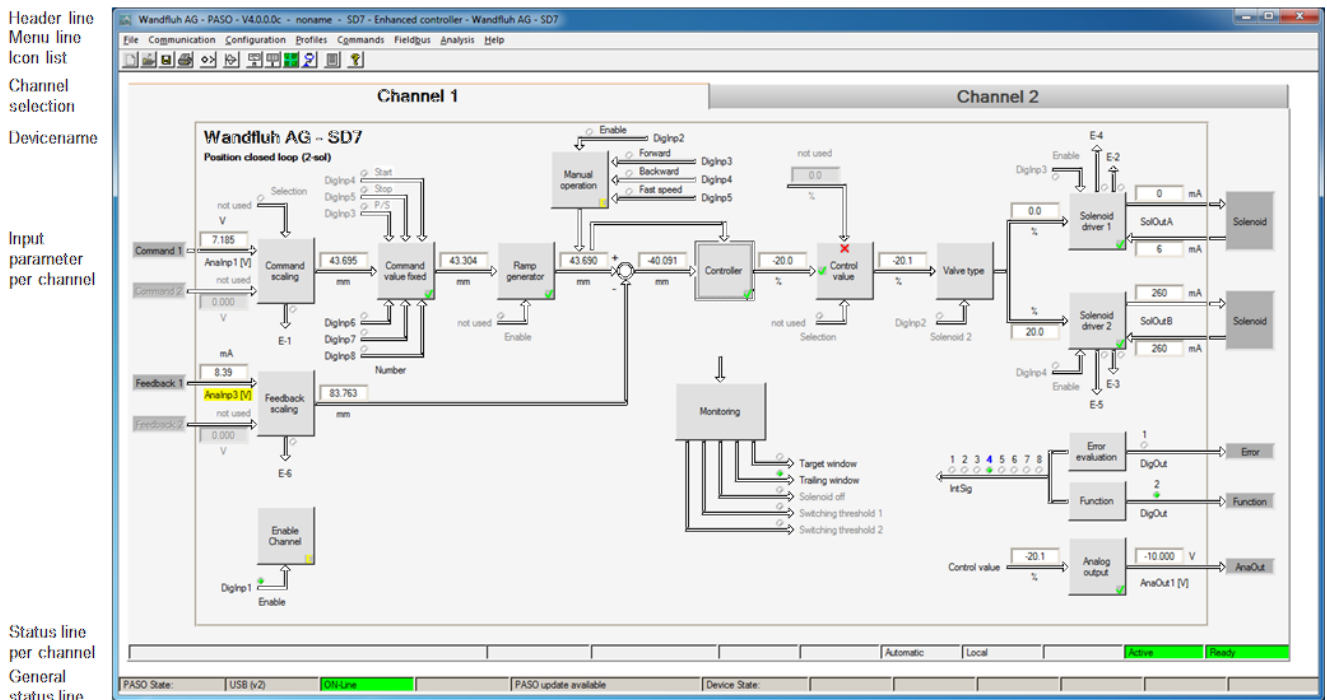 Header line
Menu line
Icon list
Channel
selection
Devicename
Input
parameter
per channel
Status line
per channel
General
status line
Wandfluh AG - PASO - V4.0.0.0c - noname - SD7 - Enhanced controller - Wandfluh AG - SD7
File Communication Configuration Profiles Commands Fieldbus Analysis Help
Channel 1
Channel 2
Wandfluh AG - SD7
Position closed loop (2-sol)
Selection
not used
V
Command 1
7.185
AnaInp1 [V]
Command 2
not used
0.000
V
Command
scaling
E-1
43.695
mm
DigInp4
Start
DigInp5
Stop
DigInp3
P/S
Command
value fixed
DigInp6
DigInp7
DigInp8
Number
43.304
mm
Ramp
generator
not used
Enable
Enable
DigInp2
Manual
operation
Forward
DigInp3
Backward
DigInp4
Fast speed
DigInp5
43.690
mm
+
-
-40.091
mm
Controller
-20.0
%
not used
0.0
%
Control
value
not used
Selection
-20.1
%
Valve type
DigInp2
Solenoid 2
0.0
%
%
20.0
E-4
Enable
E-2
DigInp3
Solenoid
driver 1
0 mA
SolOutA
6 mA
Solenoid
Solenoid
driver 2
260 mA
SolOutB
260 mA
Solenoid
DigInp4
Enable
E-3
E-5
mA
Feedback 1
8.39
AnaInp3 [V]
Feedback 2
not used
0.000
V
Feedback
scaling
E-6
83.763
mm
Monitoring
Target window
Trailing window
Solenoid off
Switching threshold 1
Switching threshold 2
1 2 3 4 5 6 7 8
IntSig
Error
evaluation
1
DigOut
Error
Function
2
DigOut
Function
Enable
Channel
DigInp1
Enable
Control value
-20.1
%
Analog
output
-10.000 V
AnaOut1 [V]
AnaOut
Automatic
Local
Active
Ready
PASO State:
USB (v2)
ON-Line
PASO update available
Device State: